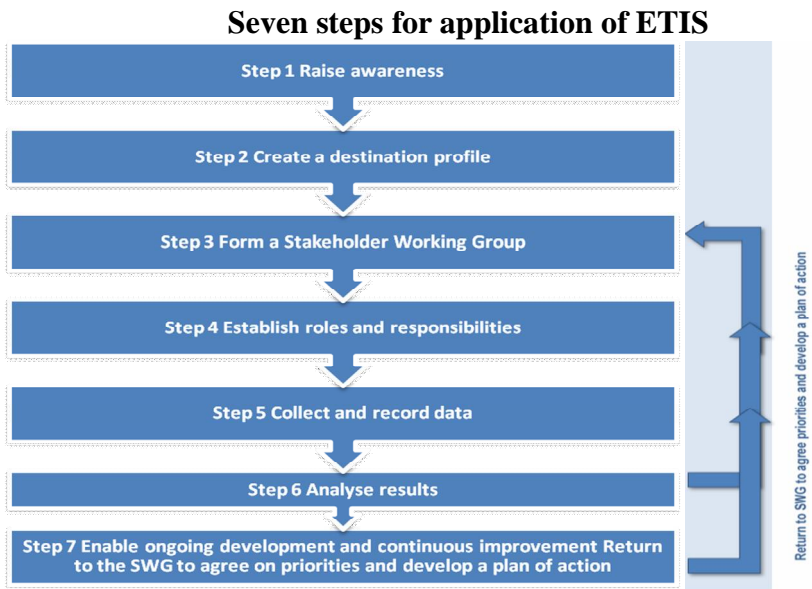 Seven steps for application of ETIS
Step 1 Raise awareness
Step 2 Create a destination profile
Step 3 Form a Stakeholder Working Group
Step 4 Establish roles and responsibilities
Step 5 Collect and record data
Step 6 Analyse results
Step 7 Enable ongoing development and continuous improvement Return
to the SWG to agree on priorities and develop a plan of action
Return to SWG to agree priorities and develop a plan of action